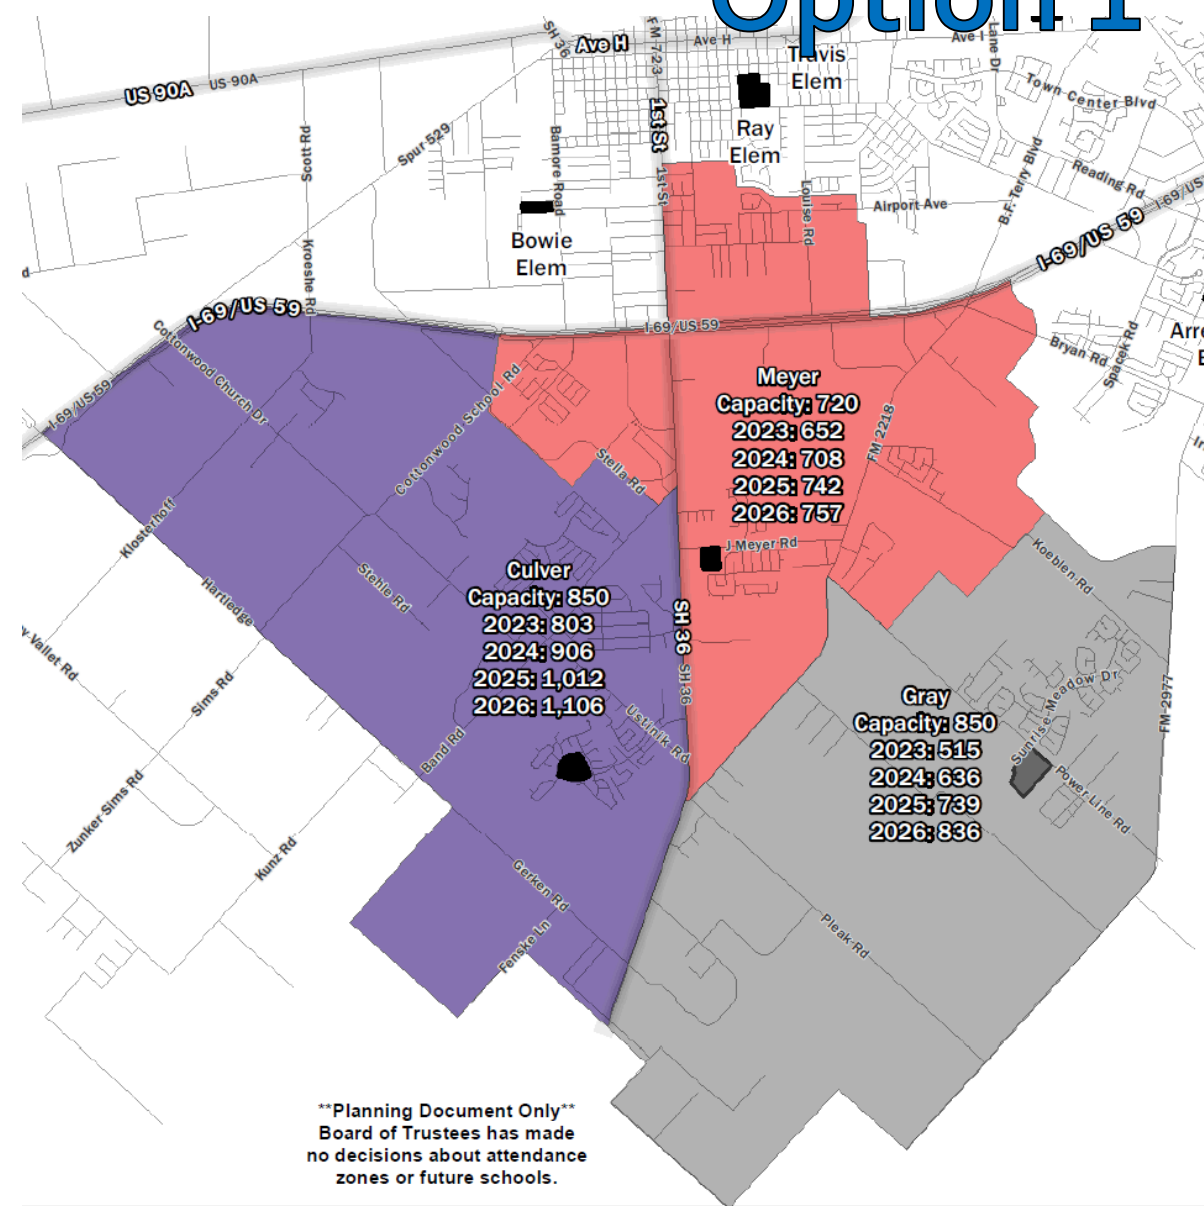 Option 1
SH 36
FM 723
Ave H
Ave H
Ave I
Lane Dr
US 90A
US 90A
Travis
Elem
Town Center Blvd
Ray
Elem
1st St
1st St
Scott Rd
Spur 529
Bamore Road
Reading Rd
B.F. Terry Blvd
I-69/US
Louise Rd
Airport Ave
Bowie
Elem
I-69/US 59
Kroeshe Rd
d
I-69/US 59
I-69/US 59
Cottonwood Church Dr
Bryan Rd
Spacek Rd
Arre
E
I-69/US 59
Cottonwood School Rd
Meyer
Capacity: 720
2023: 652
2024: 708
2025: 742
2026: 757
FM 2218
Stella Rd
Klosterhoff
J Meyer Rd
Koeblen Rd
Culver
Capacity: 850
2023: 803
2024: 906
2025: 1,012
2026: 1,106
Stehle Rd
Hartledge
SH 36
SH 36
y Vallet Rd
Sims Rd
Gray
Capacity: 850
2023: 515
2024: 636
2025: 739
2026: 836
Sunrise Meadow Dr
FM 2977
Ustinik Rd
Band Rd
Power Line Rd
Zunker Sims Rd
Kunz Rd
Gerken Rd
Fenske Ln
Pleak Rd
**Planning Document Only**
Board of Trustees has made
no decisions about attendance
zones or future schools.